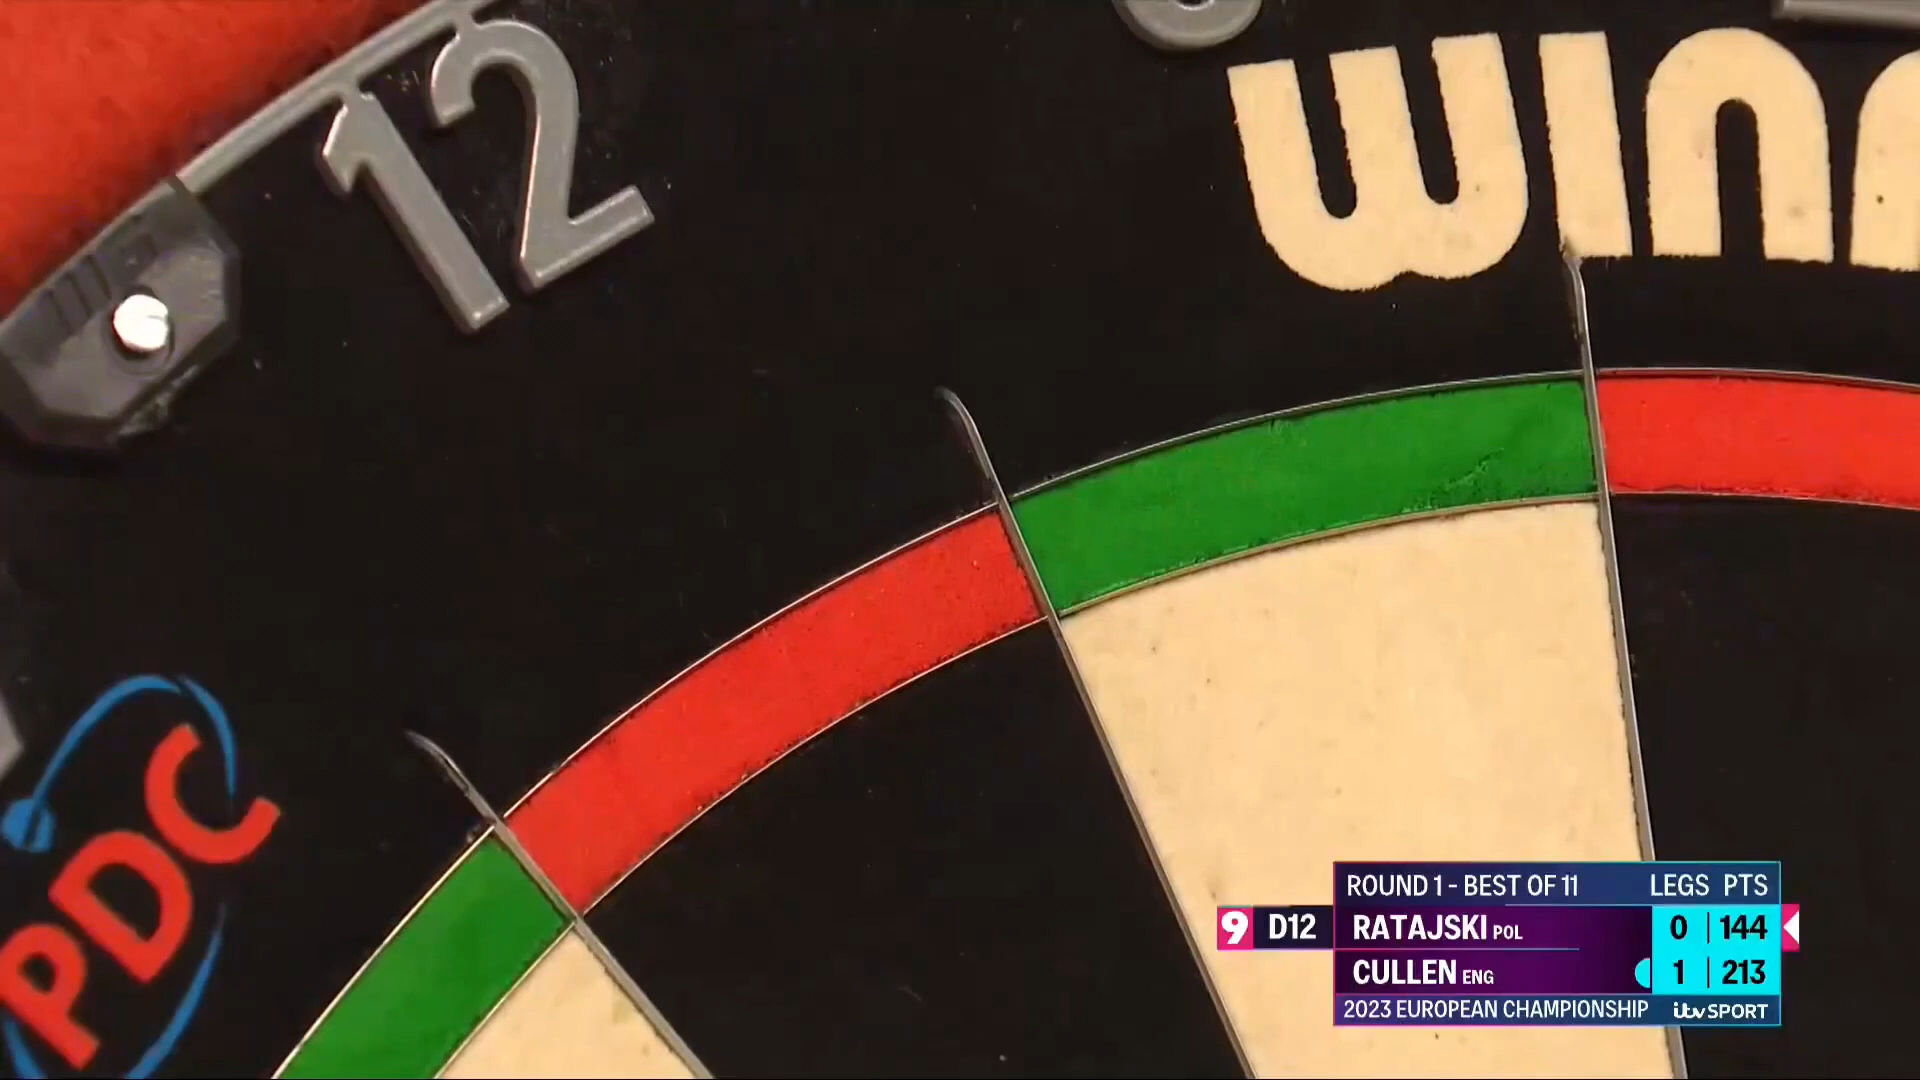 12
winn
PDC
ROUND 1 - BEST OF 11 LEGS PTS
9 D12 RATAJSKI POL 0 144
CULLEN ENG 1 213
2023 EUROPEAN CHAMPIONSHIP itv SPORT